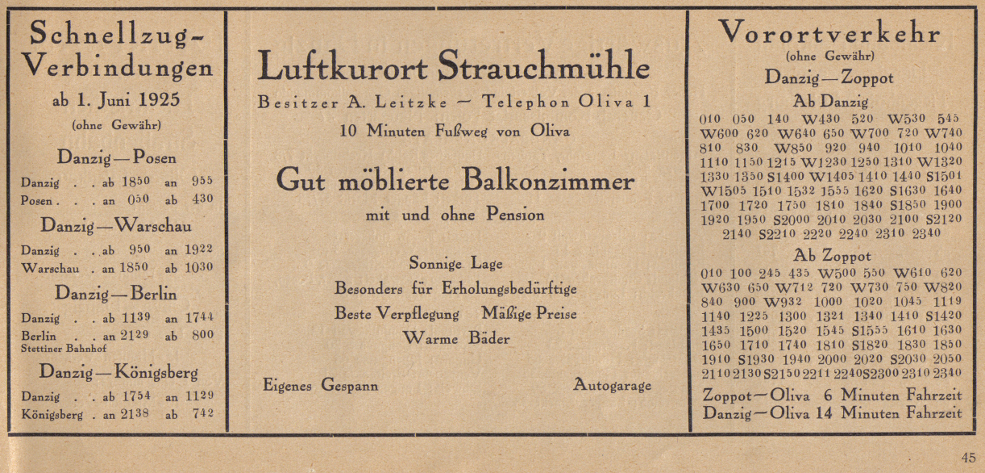 Schnellzug-
Verbindungen
ab 1. Juni 1925
(ohne Gewähr)
Danzig—Posen
Danzig . . ab 1850 an 955
Posen . . . an 050 ab 430
Danzig—Warschau
Danzig . . ab 950 an 1922
Warschau . an 1850 ab 1030
Danzig—Berlin
Danzig . . ab 1139 an 1744
Berlin . . an 2129 ab 800
Stettiner Bahnhof
Danzig—Königsberg
Danzig . . ab 1754 an 1129
Königsberg . an 2138 ab 742
Luftkurort Strauchmühle
Besitzer A. Leitzke — Telephon Oliva 1
10 Minuten Fußweg von Oliva
Gut möblierte Balkonzimmer
mit und ohne Pension
Sonnige Lage
Besonders für Erholungsbedürftige
Beste Verpflegung Mäßige Preise
Warme Bäder
Eigenes Gespann Autogarage
Vorortverkehr
(ohne Gewähr)
Danzig—Zoppot
Ab Danzig
010 050 140 W430 520 W530 545
W600 620 W640 650 W700 720 W740
810 830 W850 920 940 1010 1040
1110 1150 1215 W1230 1250 1310 W1320
1330 1350 S1400 W1405 1410 1440 S1501
W1505 1510 1532 1555 1620 S1630 1640
1700 1720 1750 1810 1840 S1850 1900
1920 1950 S2000 2010 2030 2100 S2120
2140 S2210 2220 2240 2310 2340
Ab Zoppot
010 100 245 435 W500 550 W610 620
W630 650 W712 720 W730 750 W820
840 900 W932 1000 1020 1045 1119
1140 1225 1300 1321 1340 1410 S1420
1435 1500 1520 1545 S1555 1610 1630
1650 1710 1740 1810 S1820 1830 1850
1910 S1930 1940 2000 2020 S2030 2050
2110 2130 S2150 2211 2240 S2300 2310 2340
Zoppot—Oliva 6 Minuten Fahrzeit
Danzig—Oliva 14 Minuten Fahrzeit
45